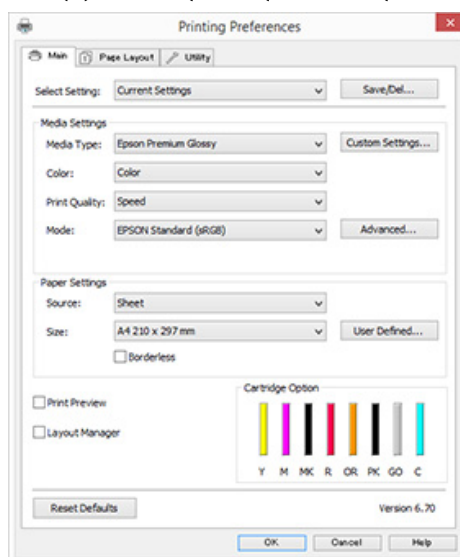 Printing Preferences
Main Page Layout Utility
Select Setting: Current Settings Save/Del...
Media Settings
Media Type: Epson Premium Glossy Custom Settings...
Color: Color
Print Quality: Speed
Mode: EPSON Standard (sRGB) Advanced...
Paper Settings
Source: Sheet
Size: A4 210 x 297 mm User Defined...
Borderless
Cartridge Option
Print Preview
Layout Manager
Y M MK R OR PK GO C
Reset Defaults Version 6.70
OK Cancel Help